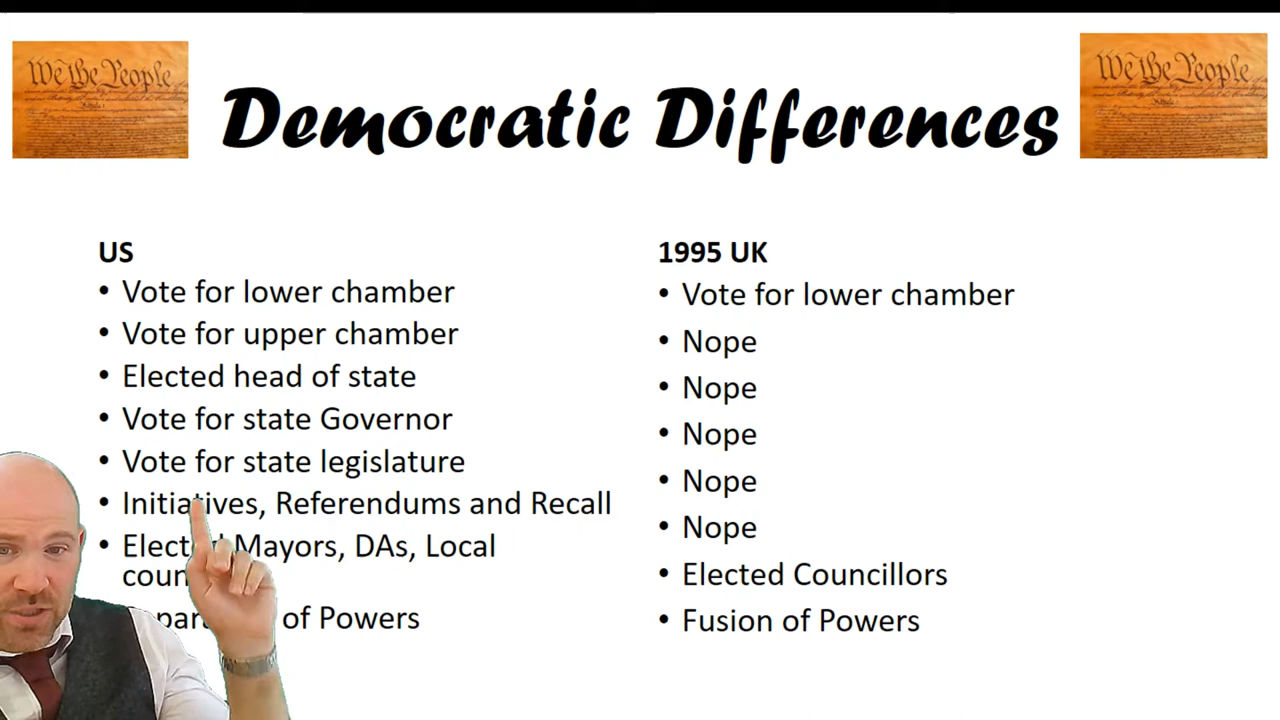 We the People
We the People
Democratic Differences
US
• Vote for lower chamber
• Vote for upper chamber
• Elected head of state
• Vote for state Governor
• Vote for state legislature
• Initiatives, Referendums and Recall
• Elected Mayors, DAs, Local
of Powers
1995 UK
• Vote for lower chamber
• Nope
• Nope
• Nope
• Nope
• Nope
• Elected Councillors
• Fusion of Powers